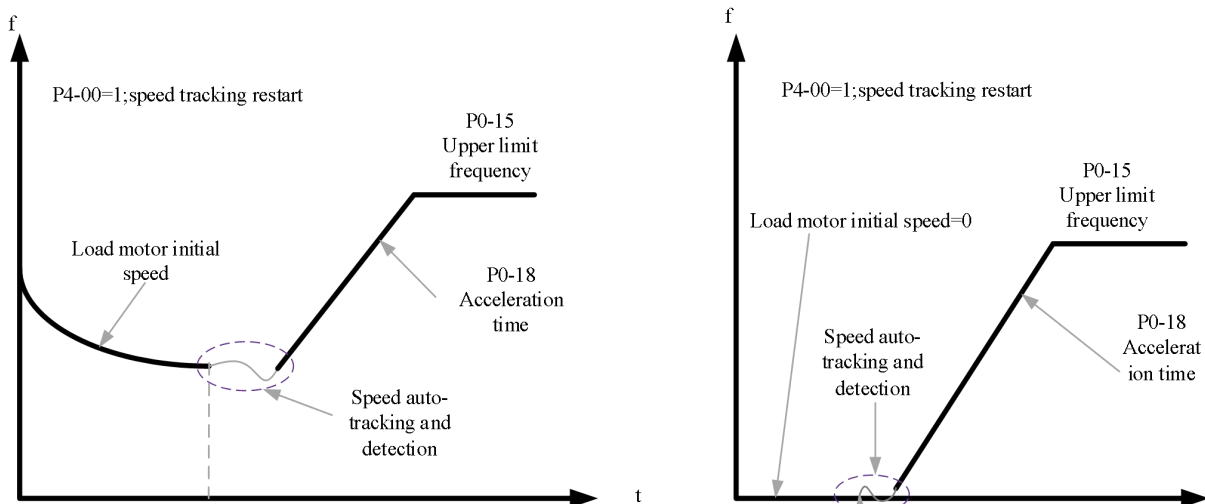 f
P4-00=1;speed tracking restart
P0-15
Upper limit
frequency
Load motor initial
speed
P0-18
Acceleration
time
Speed auto-
tracking and
detection
t
f
P4-00=1;speed tracking restart
P0-15
Upper limit
frequency
Load motor initial speed=0
P0-18
Accelerat
ion time
Speed auto-
tracking and
detection